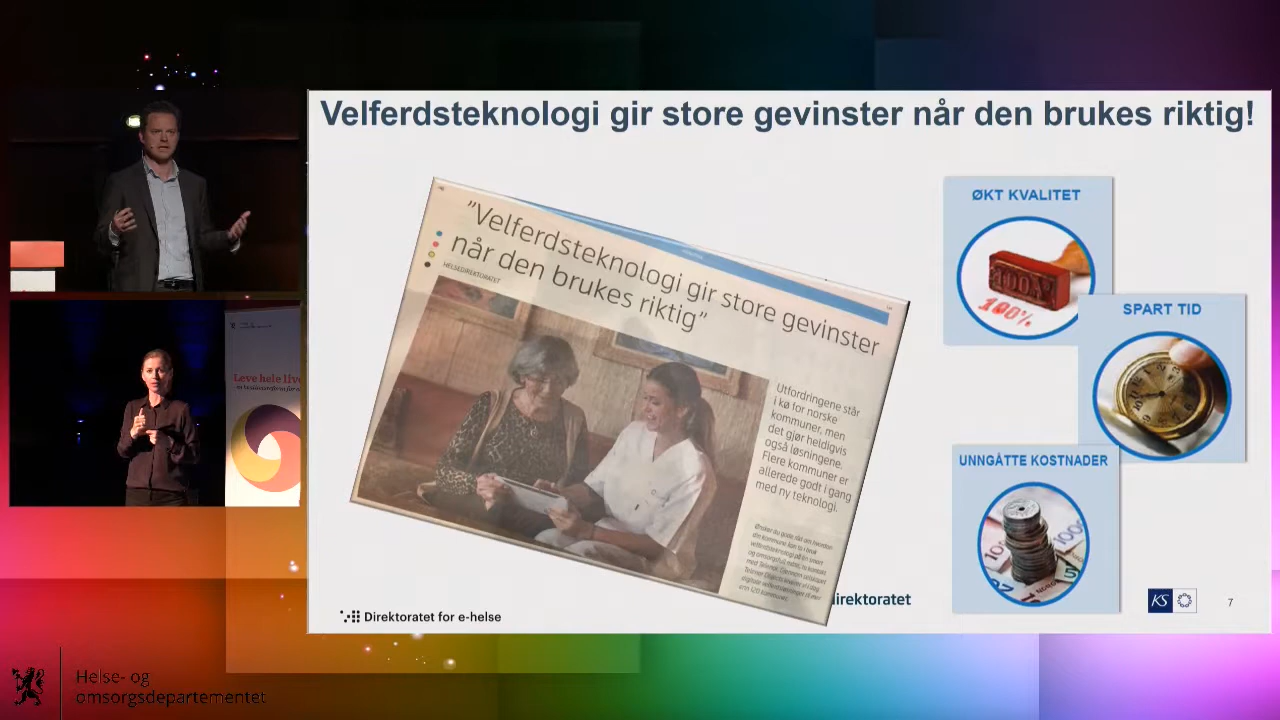 Velferdsteknologi gir store gevinster når den brukes riktig!
"Velferdsteknologi gir store gevinster
når den brukes riktig"
HELSEDIREKTORATET
Utfordringene står
i kø for norske
kommuner, men
det gjør heldigvis
også løsningene.
Flere kommuner er
allerede godt i gang
med ny teknologi.
ØKT KVALITET
100%
100%
SPART TID
UNNGÅTTE KOSTNADER
Leve hele live
Direktoratet for e-helse
direktoratet
KS
7
Helse- og
omsorgsdepartementet